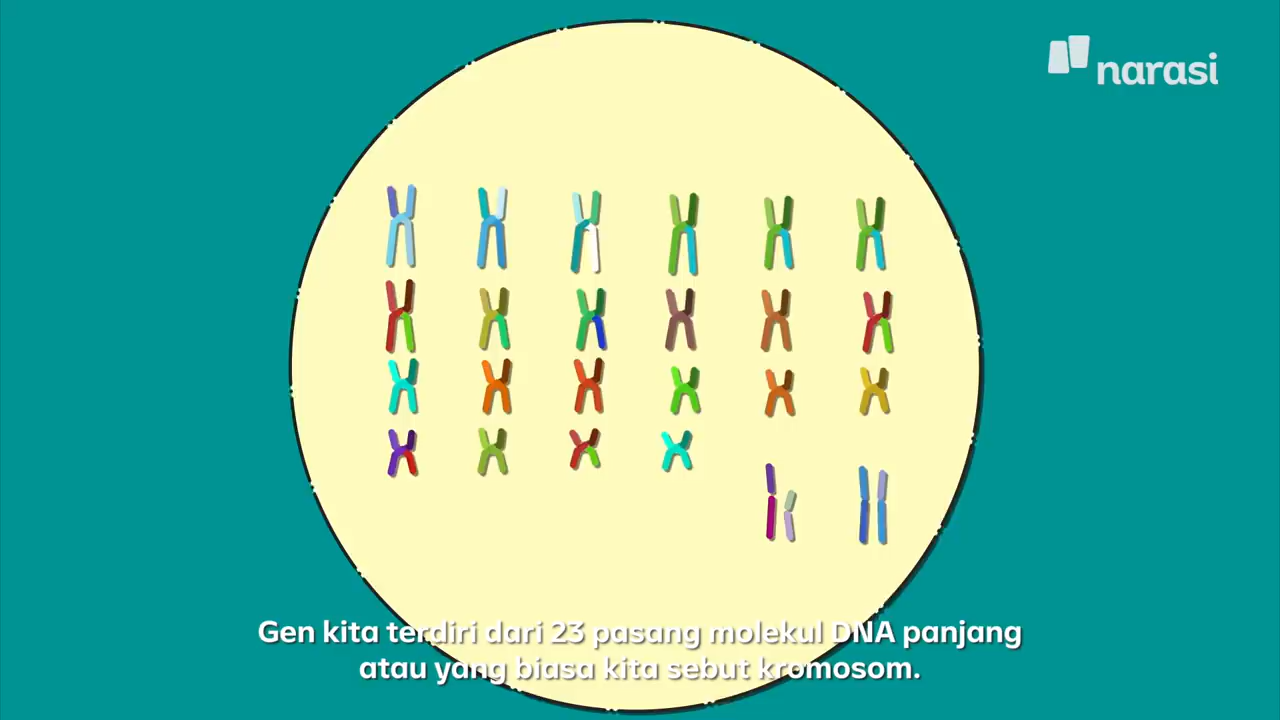 narasi
Gen kita terdiri dari 23 pasang molekul DNA panjang
atau yang biasa kita sebut kromosom.